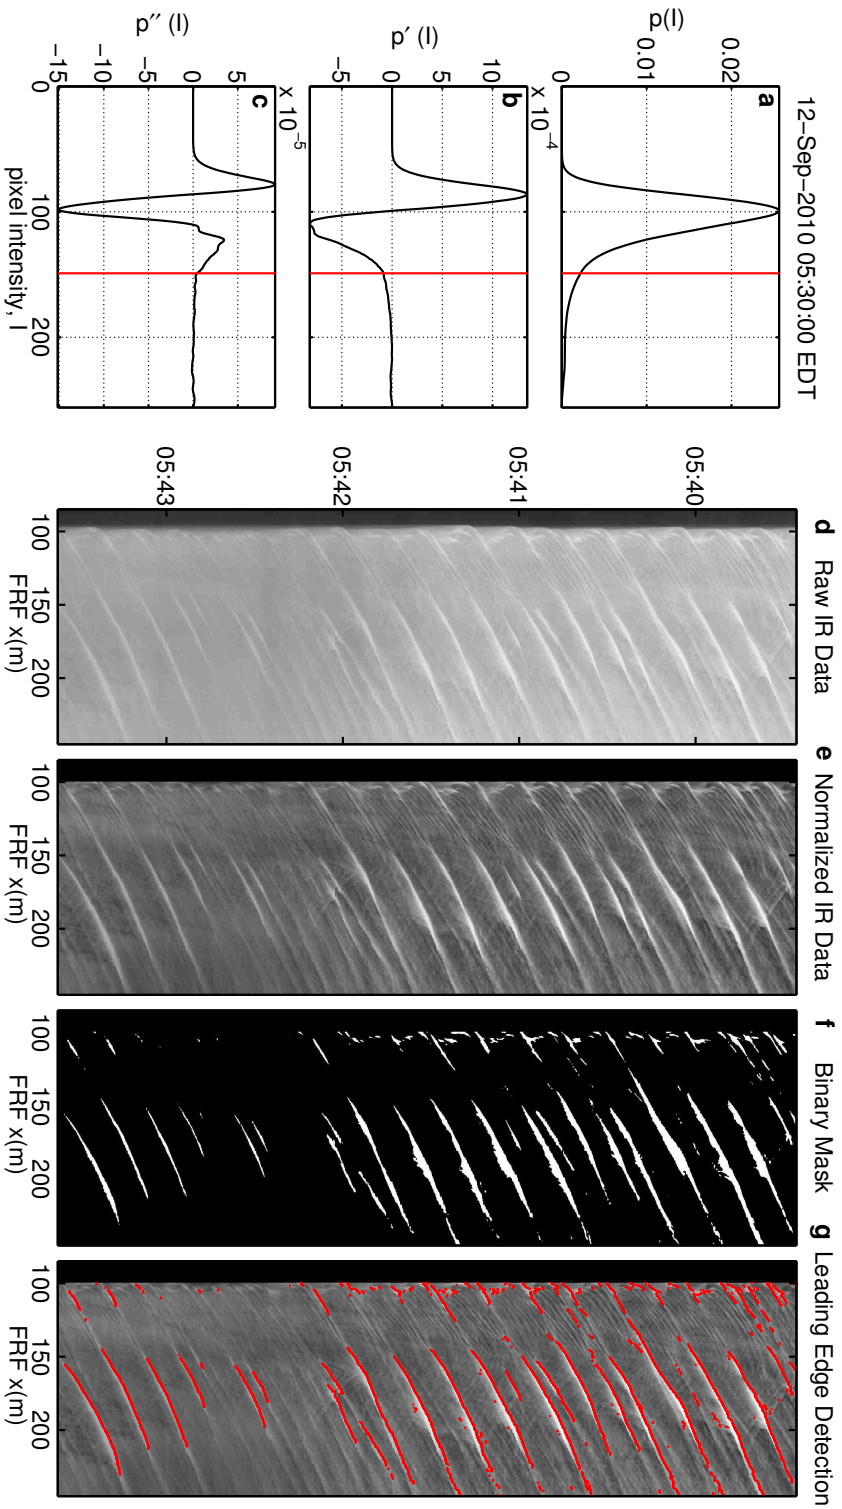 12−Sep−2010 05:30:00 EDT
a
p(I)
0
0.01
0.02
x 10−4
b
p′ (I)
−5
0
5
10
x 10−5
c
p′′ (I)
−15
−10
−5
0
5
0
100
200
pixel intensity, I
d Raw IR Data
05:40
05:41
05:42
05:43
100 150 200
FRF x(m)
e Normalized IR Data
100 150 200
FRF x(m)
f Binary Mask
100 150 200
FRF x(m)
g Leading Edge Detection
100 150 200
FRF x(m)